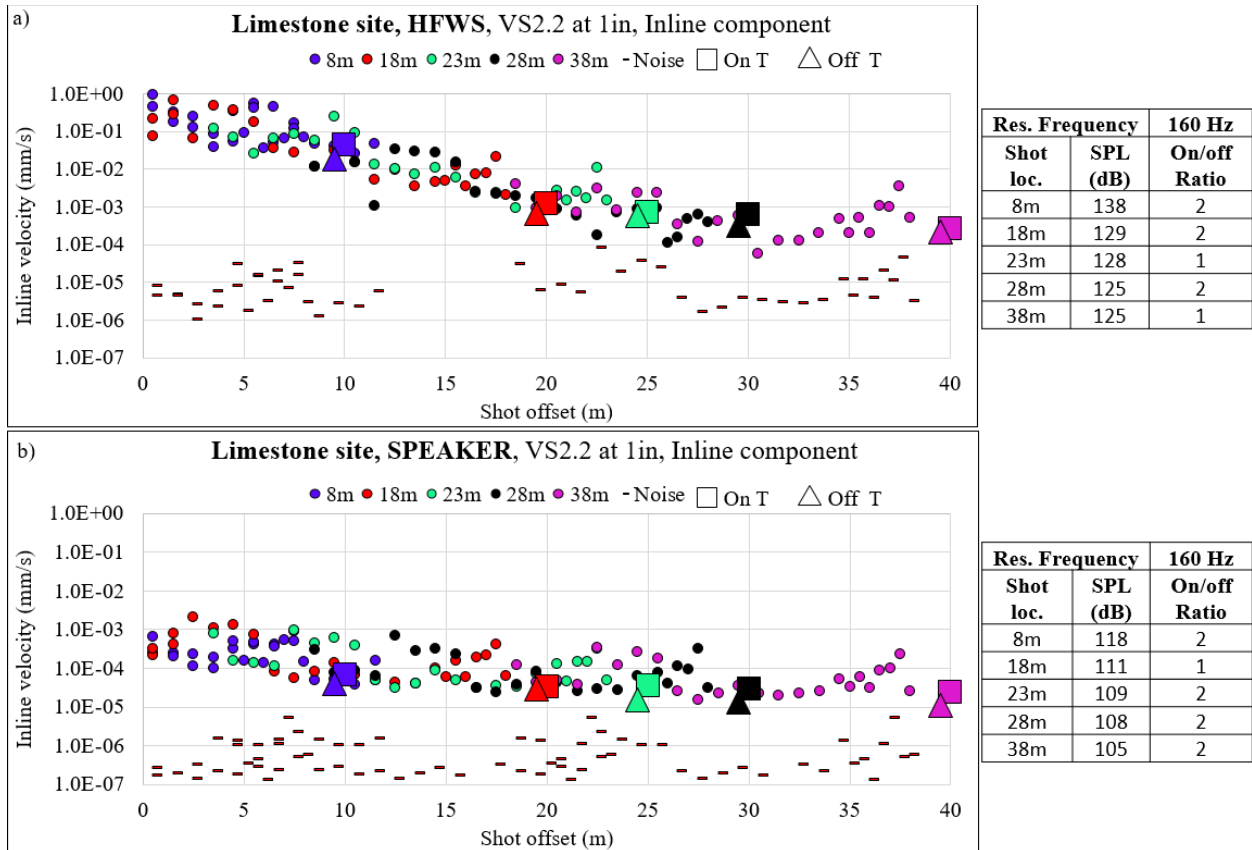 a)
Limestone site, HFWS, VS2.2 at 1in, Inline component
8m 18m 23m 28m 38m Noise On T Off T
Inline velocity (mm/s)
1.0E+00
1.0E-01
1.0E-02
1.0E-03
1.0E-04
1.0E-05
1.0E-06
1.0E-07
0 5 10 15 20 25 30 35 40
Shot offset (m)
Res. Frequency 160 Hz
Shot loc. SPL (dB) On/off Ratio
8m 138 2
18m 129 2
23m 128 1
28m 125 2
38m 125 1
b)
Limestone site, SPEAKER, VS2.2 at 1in, Inline component
8m 18m 23m 28m 38m Noise On T Off T
Inline velocity (mm/s)
1.0E+00
1.0E-01
1.0E-02
1.0E-03
1.0E-04
1.0E-05
1.0E-06
1.0E-07
0 5 10 15 20 25 30 35 40
Shot offset (m)
Res. Frequency 160 Hz
Shot loc. SPL (dB) On/off Ratio
8m 118 2
18m 111 1
23m 109 2
28m 108 2
38m 105 2